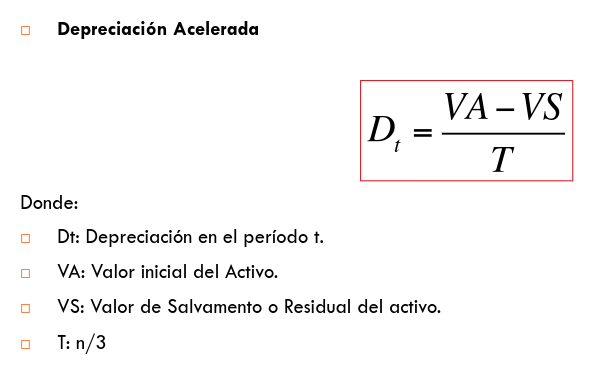 Depreciación Acelerada
D_t = \frac{VA - VS}{T}
Donde:
Dt: Depreciación en el período t.
VA: Valor inicial del Activo.
VS: Valor de Salvamento o Residual del activo.
T: n/3